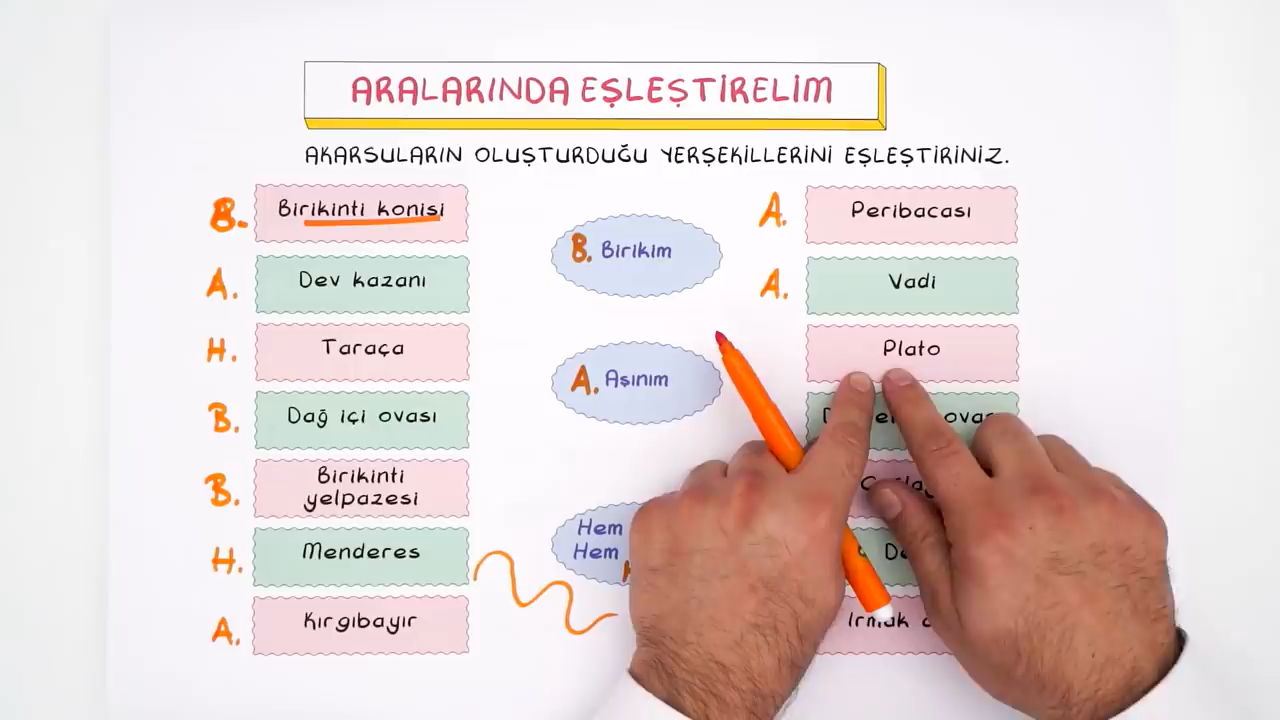 ARALARINDA EŞLEŞTİRELİM
AKARSULARIN OLUŞTURDUĞU YERŞEKİLLERİNİ EŞLEŞTİRİNİZ.
B. Birikinti konisi
A. Dev kazanı
H. Taraça
B. Dağ içi ovası
B. Birikinti
yelpazesi
H. Menderes
A. Kırgıbayır
B. Birikim
A. Aşınım
Hem
Hem
A. Peribacası
A. Vadi
Plato
Irmak